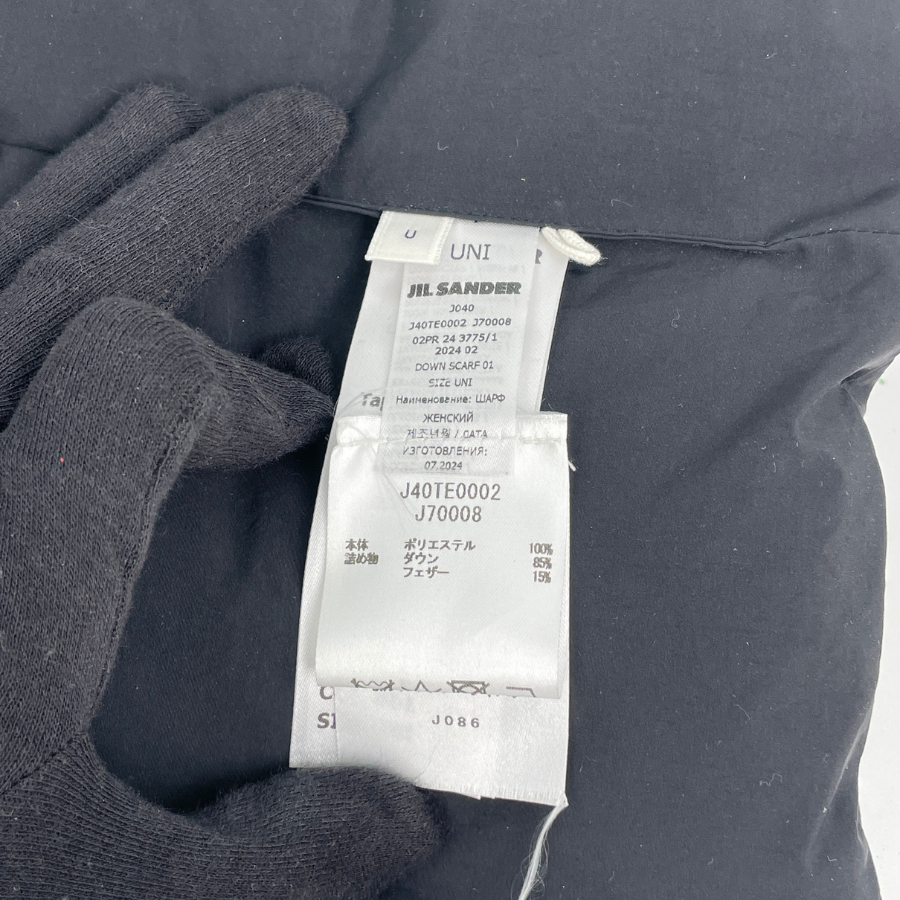 U
UNI
JIL SANDER
J040
J40TE0002 J70008
02PR 24 3775/1
2024 02
DOWN SCARF 01
SIZE UNI
Наименование: ШАРФ
ЖЕНСКИЙ
제조년월 / DATA
ИЗГОТОВЛЕНИЯ:
07.2024
J40TE0002
J70008
本体 ポリエステル 100%
詰め物 ダウン 85%
フェザー 15%
J086